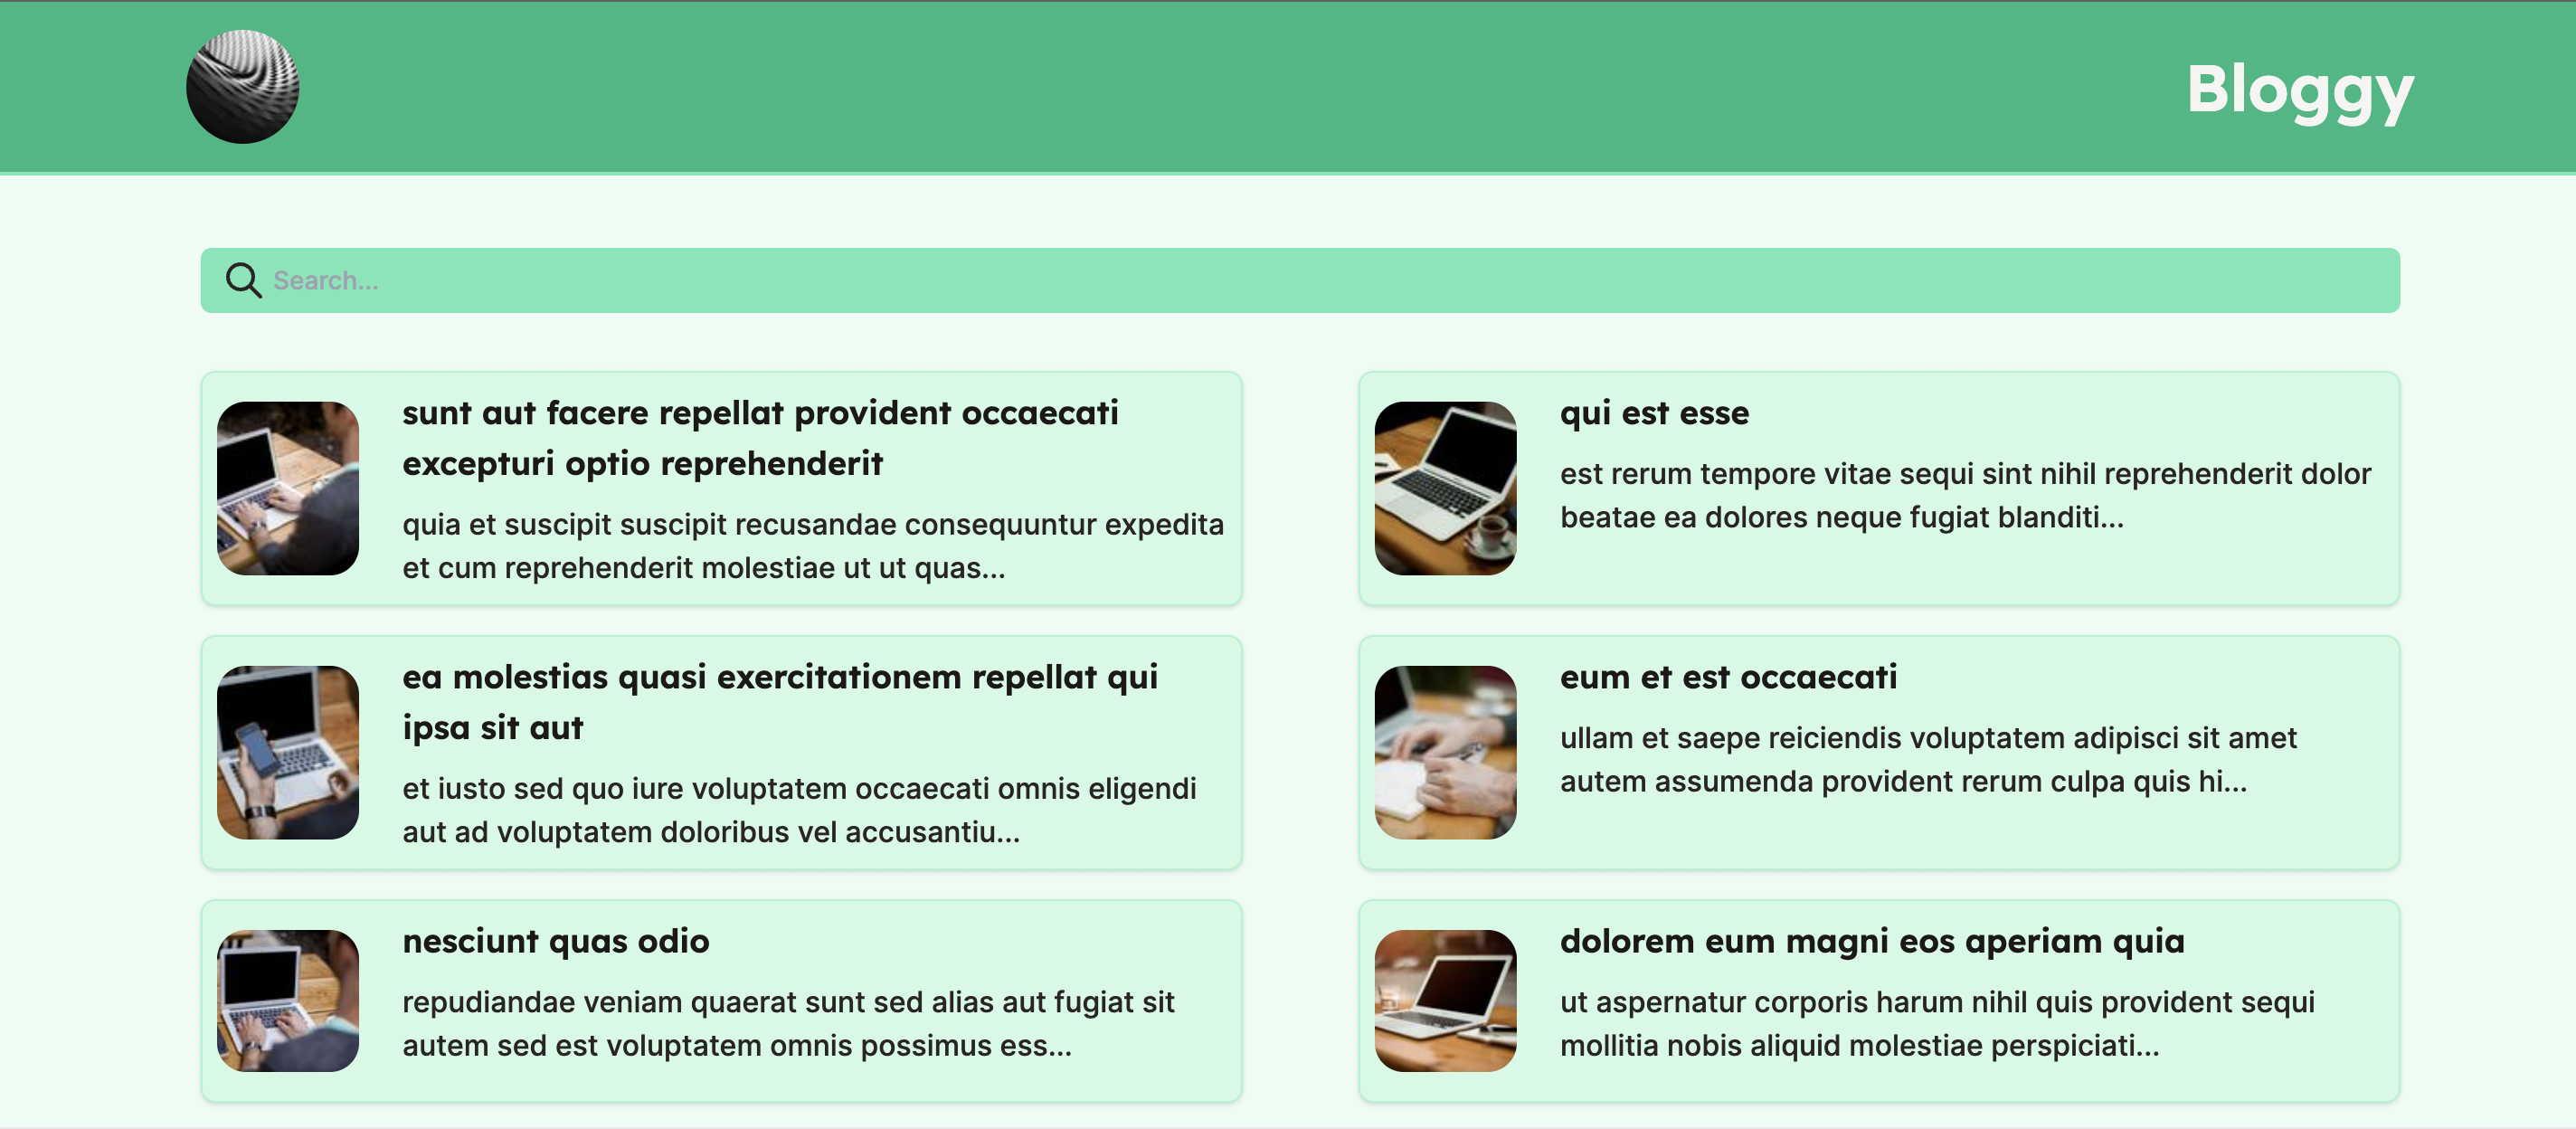 Bloggy
Search...
sunt aut facere repellat provident occaecati
excepturi optio reprehenderit
quia et suscipit suscipit recusandae consequuntur expedita
et cum reprehenderit molestiae ut ut quas...
qui est esse
est rerum tempore vitae sequi sint nihil reprehenderit dolor
beatae ea dolores neque fugiat blanditi...
ea molestias quasi exercitationem repellat qui
ipsa sit aut
et iusto sed quo iure voluptatem occaecati omnis eligendi
aut ad voluptatem doloribus vel accusantiu...
eum et est occaecati
ullam et saepe reiciendis voluptatem adipisci sit amet
autem assumenda provident rerum culpa quis hi...
nesciunt quas odio
repudiandae veniam quaerat sunt sed alias aut fugiat sit
autem sed est voluptatem omnis possimus ess...
dolorem eum magni eos aperiam quia
ut aspernatur corporis harum nihil quis provident sequi
mollitia nobis aliquid molestiae perspiciati...